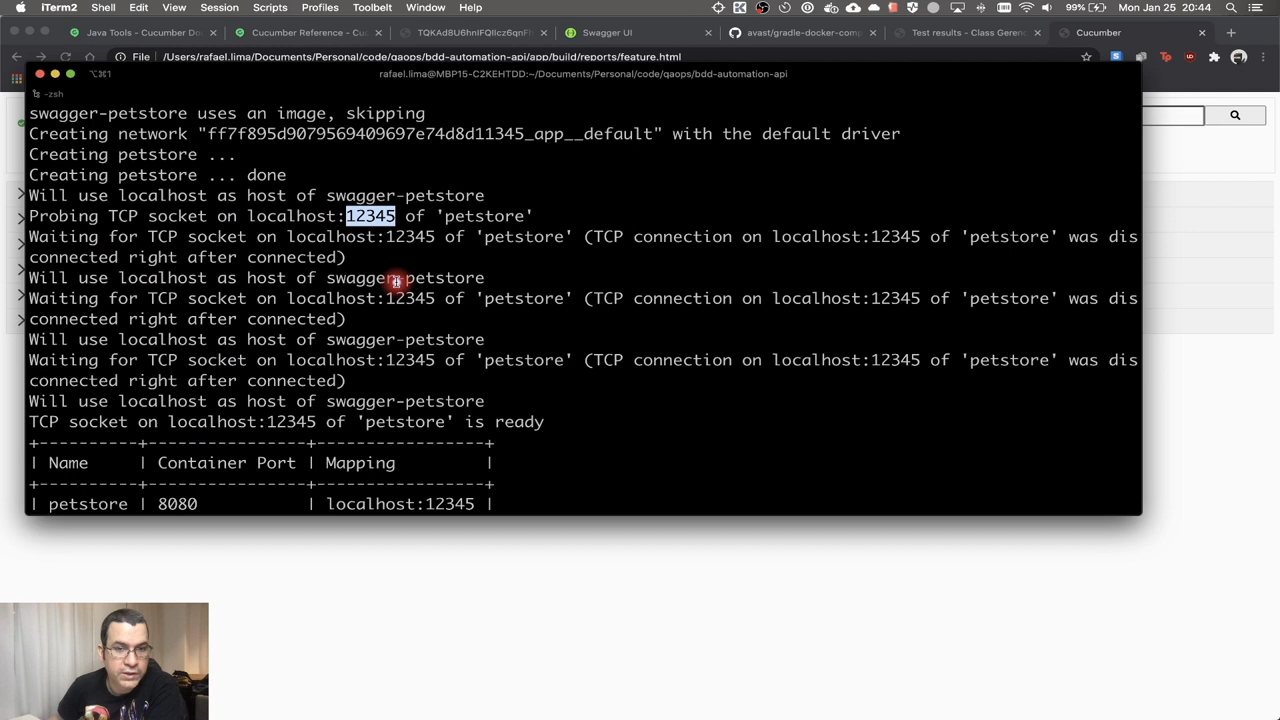 iTerm2 Shell Edit View Session Scripts Profiles Toolbelt Window Help 99% Mon Jan 25 20:44
Java Tools - Cucumber Do
Cucumber Reference - Cuc
TQKAd8U6hnIFQIlcz6qnF
Swagger UI
avast/gradle-docker-comp
Test results - Class Gerenc
Cucumber
File /Users/rafael.lima/Documents/Personal/code/qaops/bdd-automation-api/app/build/reports/feature.html
⌥⌘1 rafael.lima@MBP15-C2KEHTDD:~/Documents/Personal/code/qaops/bdd-automation-api
-zsh
swagger-petstore uses an image, skipping
Creating network "ff7f895d9079569409697e74d8d11345_app__default" with the default driver
Creating petstore ...
Creating petstore ... done
Will use localhost as host of swagger-petstore
Probing TCP socket on localhost:12345 of 'petstore'
Waiting for TCP socket on localhost:12345 of 'petstore' (TCP connection on localhost:12345 of 'petstore' was dis
connected right after connected)
Will use localhost as host of swagger-petstore
Waiting for TCP socket on localhost:12345 of 'petstore' (TCP connection on localhost:12345 of 'petstore' was dis
connected right after connected)
Will use localhost as host of swagger-petstore
Waiting for TCP socket on localhost:12345 of 'petstore' (TCP connection on localhost:12345 of 'petstore' was dis
connected right after connected)
Will use localhost as host of swagger-petstore
TCP socket on localhost:12345 of 'petstore' is ready
+----------+----------------+-----------------+
| Name | Container Port | Mapping |
+----------+----------------+-----------------+
| petstore | 8080 | localhost:12345 |